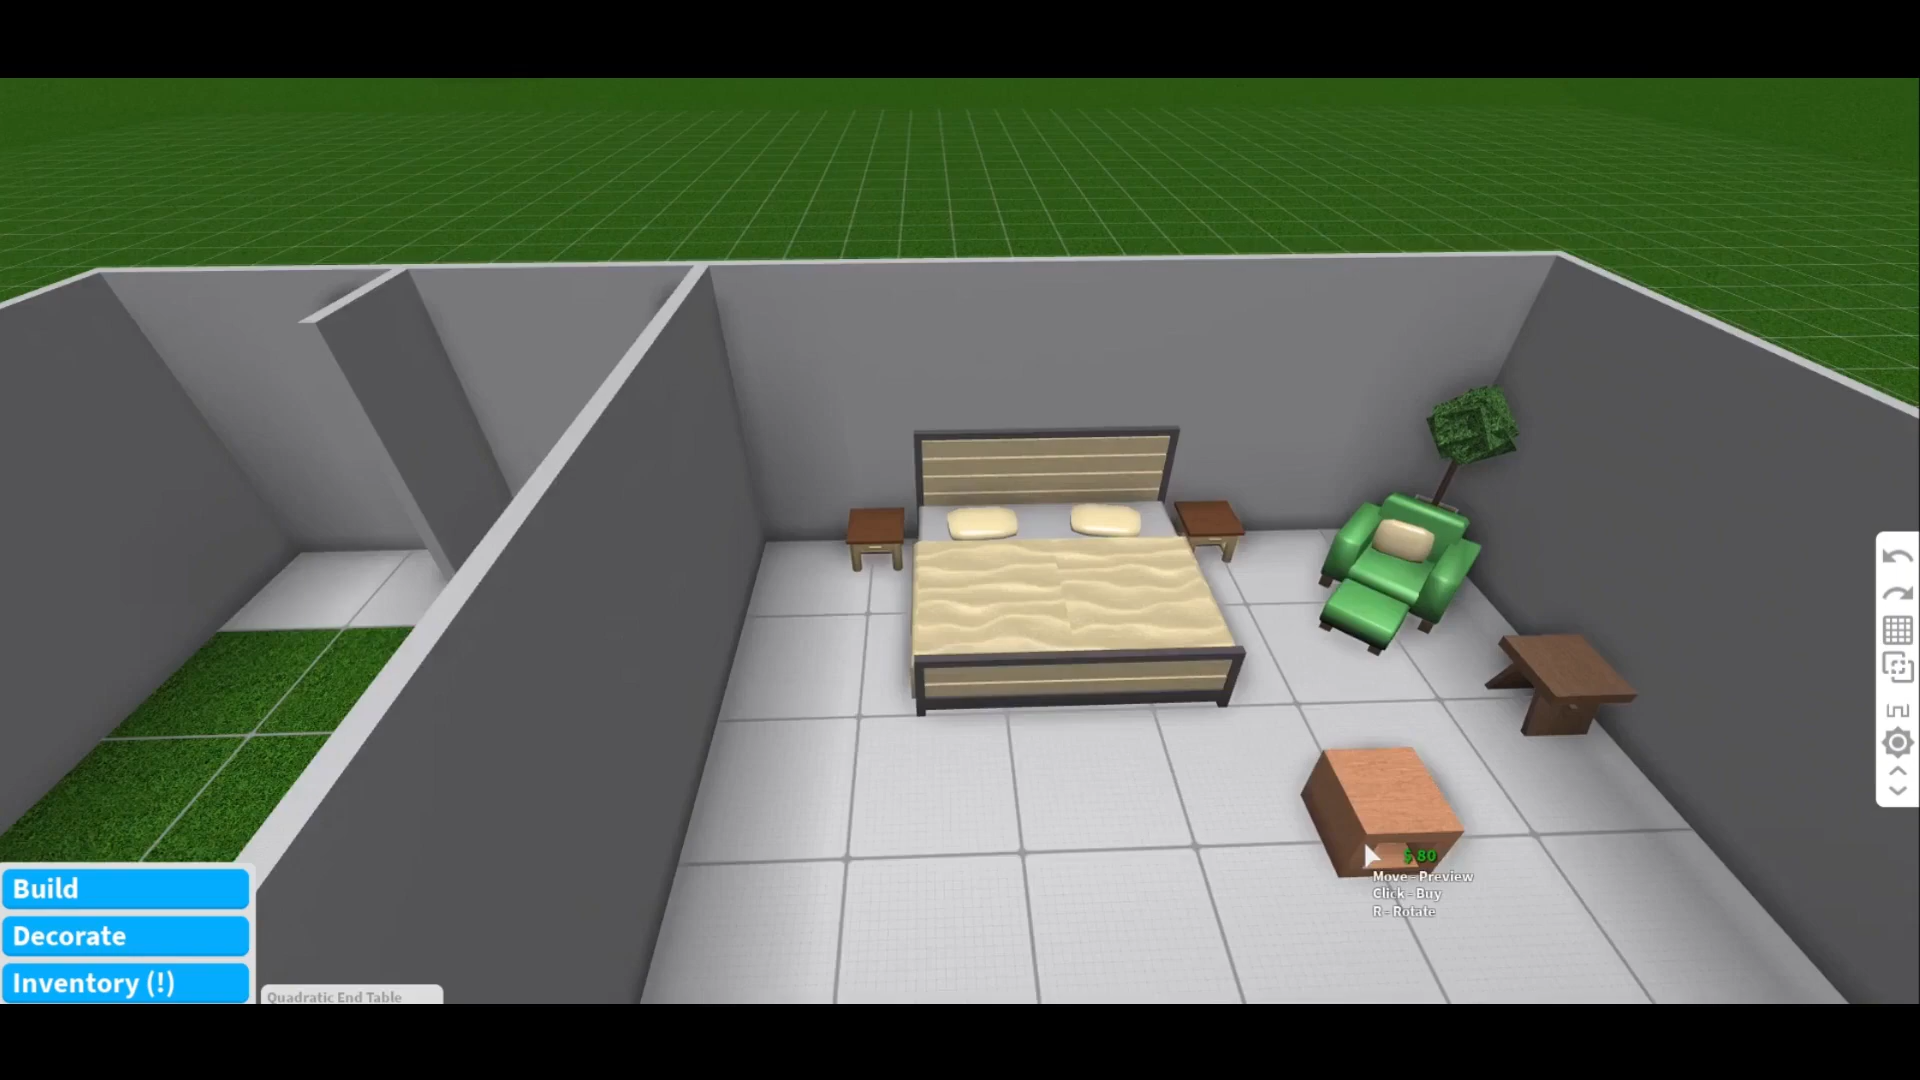 $ 80
Move - Preview
Click - Buy
R - Rotate
Build
Decorate
Inventory (!)
Quadratic End Table